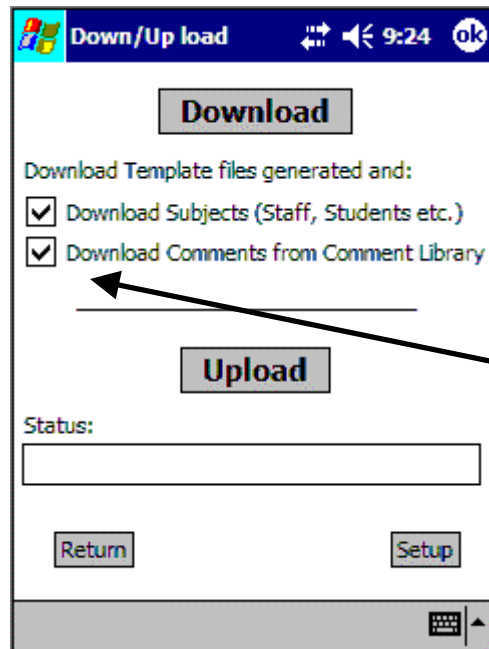 Down/Up load 9:24 ok
Download
Download Template files generated and:
Download Subjects (Staff, Students etc.)
Download Comments from Comment Library
Upload
Status:
Return Setup